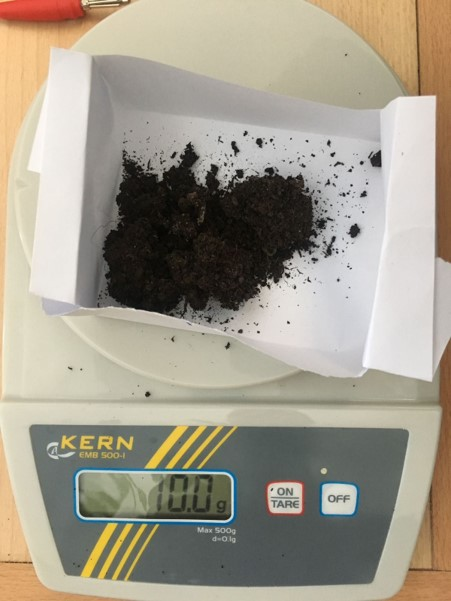 KERN
EMB 500-1
10.0 g
ON
TARE
OFF
Max 500g
d=0.1g